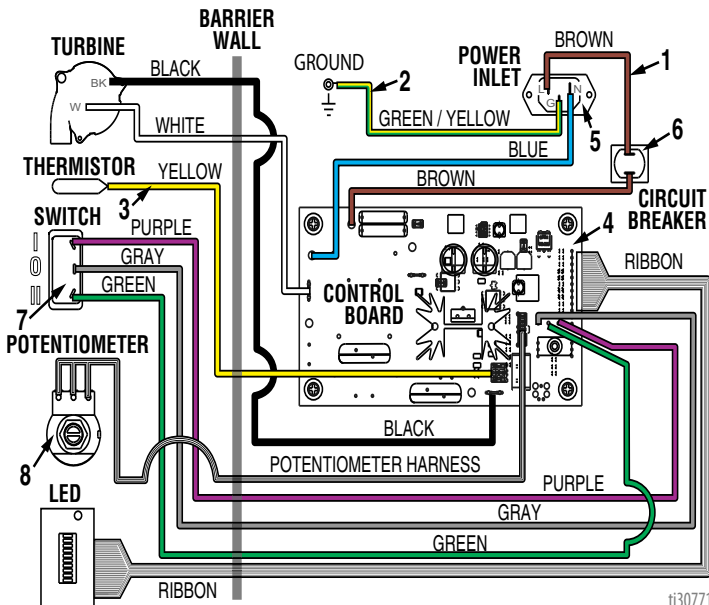 BARRIER
WALL
TURBINE
BK
W
BLACK
WHITE
GROUND
2
GREEN / YELLOW
POWER
INLET
L
N
G
5
BROWN
1
6
CIRCUIT
BREAKER
BLUE
BROWN
THERMISTOR
YELLOW
3
SWITCH
I
O
II
7
PURPLE
GRAY
GREEN
CONTROL
BOARD
4
RIBBON
POTENTIOMETER
8
BLACK
POTENTIOMETER HARNESS
PURPLE
GRAY
GREEN
LED
RIBBON
ti30771